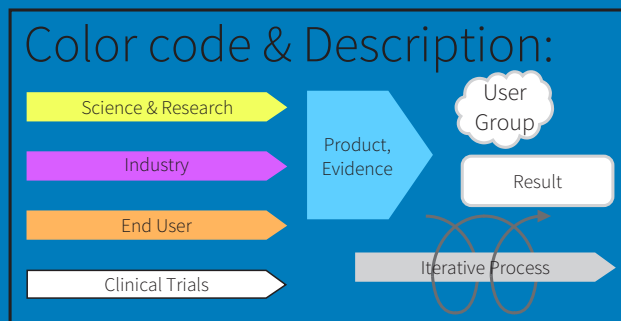 Color code & Description:
Science & Research
Industry
End User
Clinical Trials
Product,
Evidence
User
Group
Result
Iterative Process